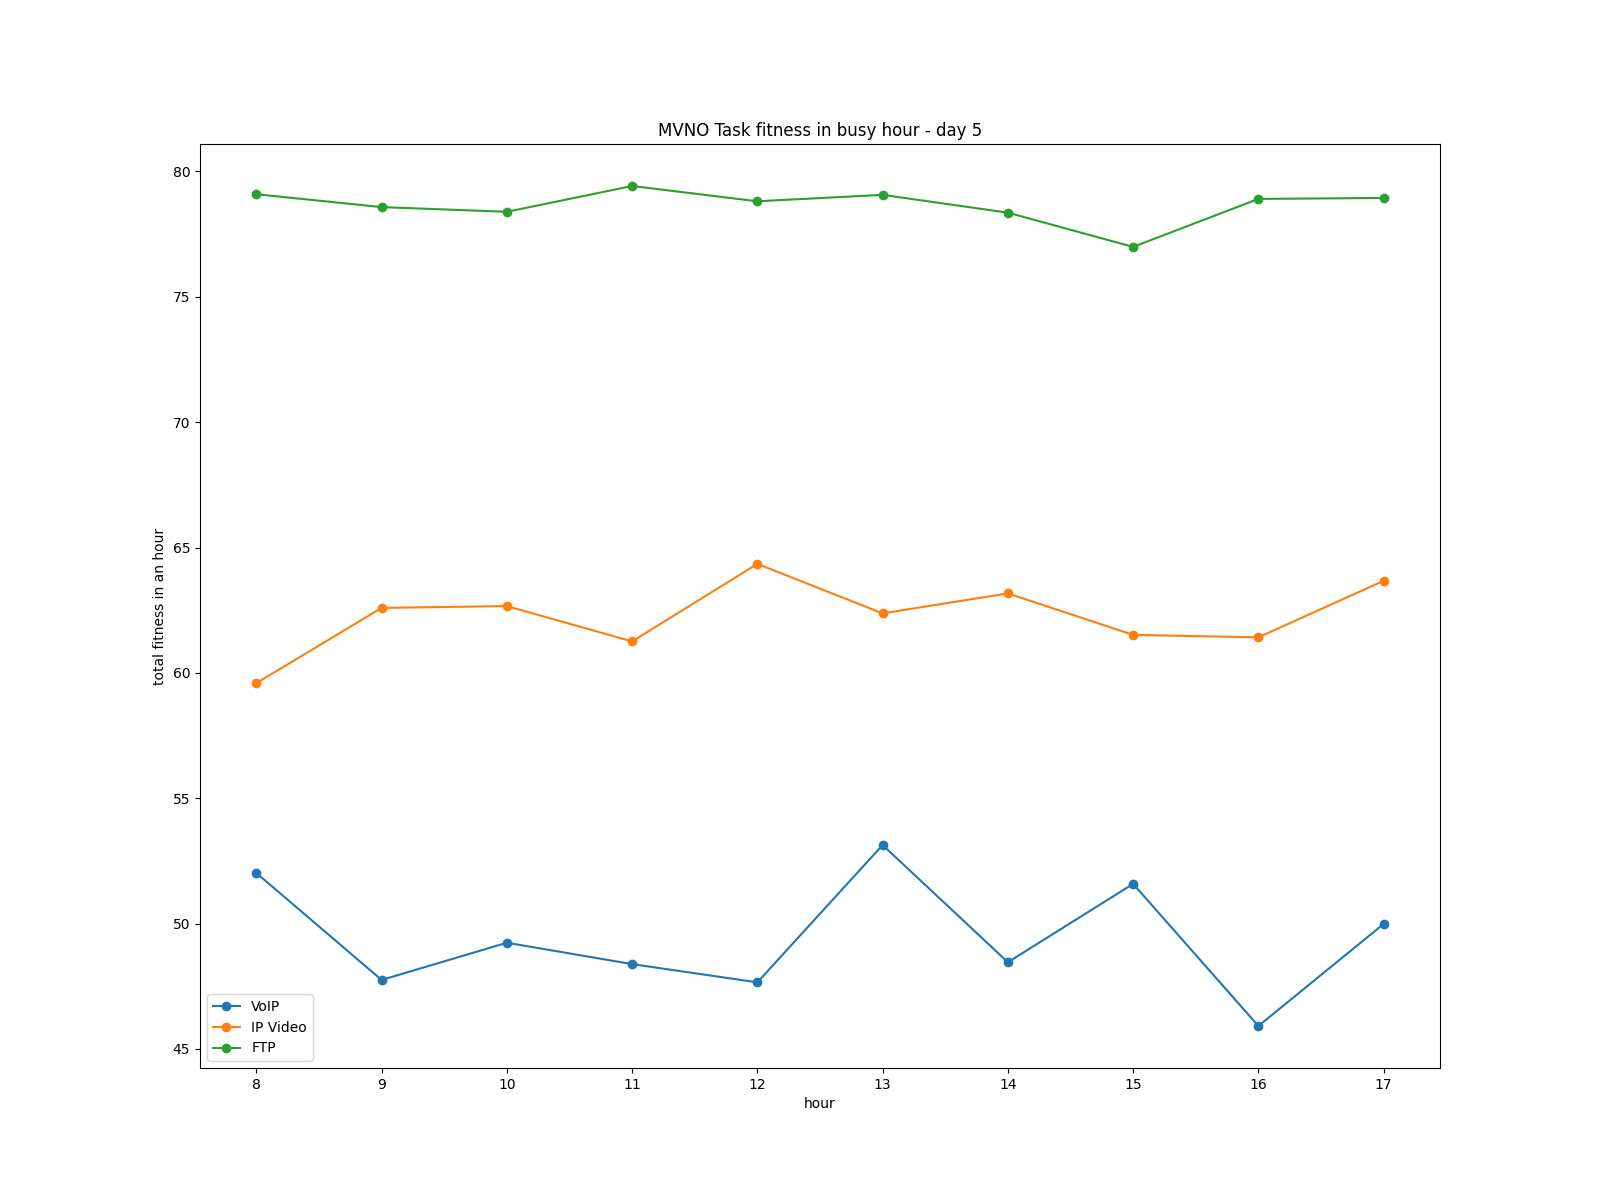 MVNO Task fitness in busy hour - day 5
total fitness in an hour
80
75
70
65
60
55
50
45
VoIP
IP Video
FTP
8 9 10 11 12 13 14 15 16 17
hour